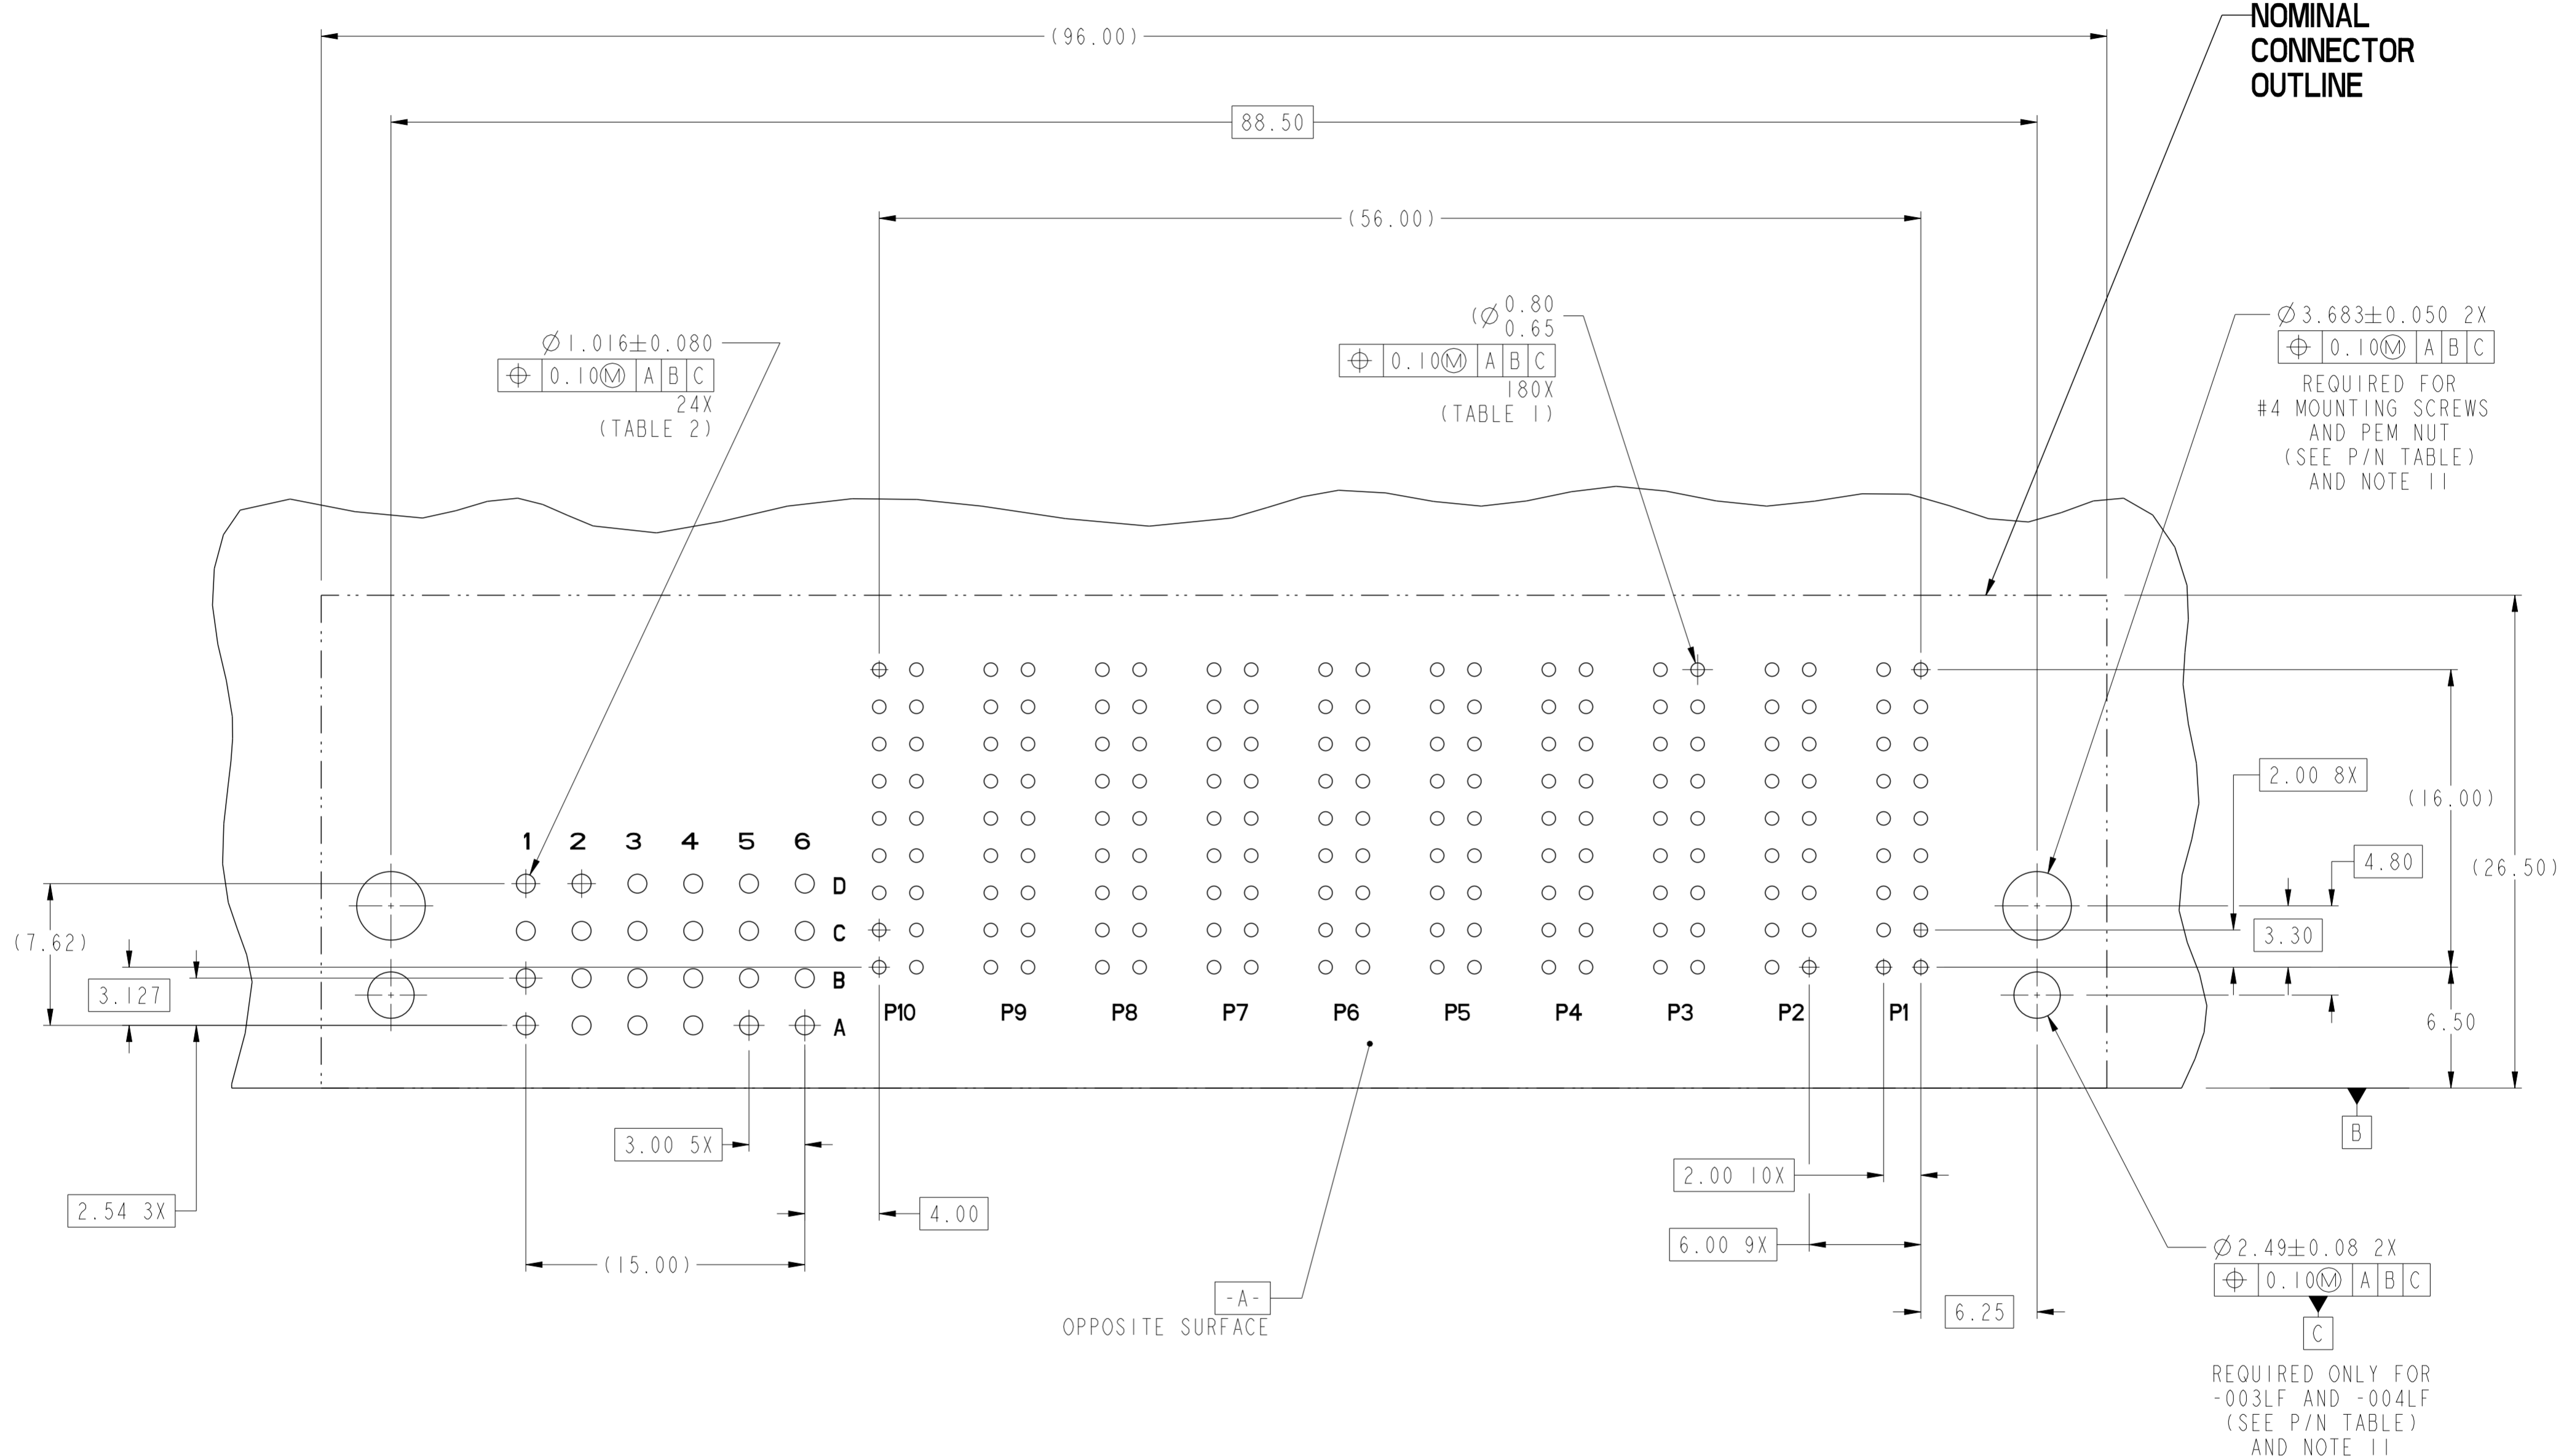 NOMINAL
CONNECTOR
OUTLINE
(96.00)
88.50
(56.00)
Ø1.016±0.080
⌖ 0.10Ⓜ A B C
24X
(TABLE 2)
(Ø 0.80
0.65
⌖ 0.10Ⓜ A B C
180X
(TABLE 1)
Ø3.683±0.050 2X
⌖ 0.10Ⓜ A B C
REQUIRED FOR
#4 MOUNTING SCREWS
AND PEM NUT
(SEE P/N TABLE)
AND NOTE 11
2.00 8X
(16.00)
4.80
(26.50)
3.30
6.50
1 2 3 4 5 6
D
C
B
A
(7.62)
3.127
P10 P9 P8 P7 P6 P5 P4 P3 P2 P1
B
3.00 5X
2.54 3X
4.00
(15.00)
2.00 10X
6.00 9X
6.25
-A-
OPPOSITE SURFACE
Ø2.49±0.08 2X
⌖ 0.10Ⓜ A B C
C
REQUIRED ONLY FOR
-003LF AND -004LF
(SEE P/N TABLE)
AND NOTE 11